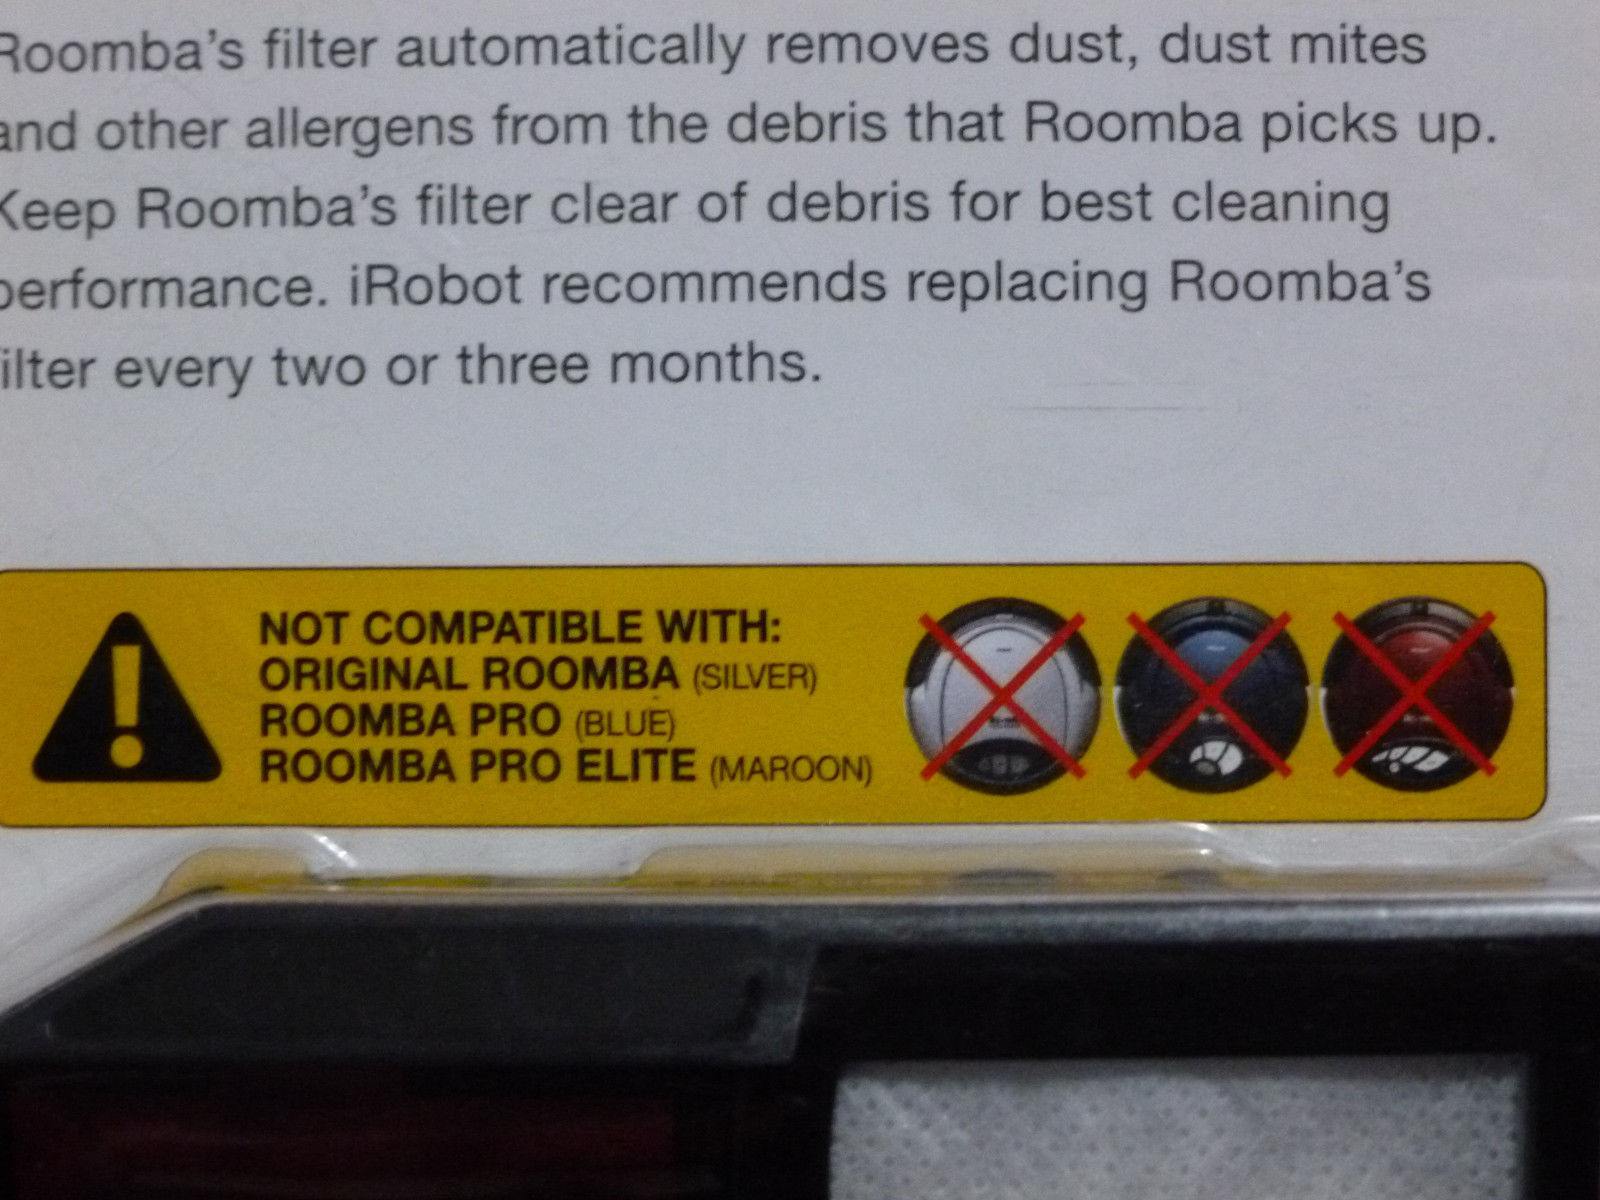 Roomba's filter automatically removes dust, dust mites
and other allergens from the debris that Roomba picks up.
Keep Roomba's filter clear of debris for best cleaning
performance. iRobot recommends replacing Roomba's
filter every two or three months.
NOT COMPATIBLE WITH:
ORIGINAL ROOMBA (SILVER)
ROOMBA PRO (BLUE)
ROOMBA PRO ELITE (MAROON)